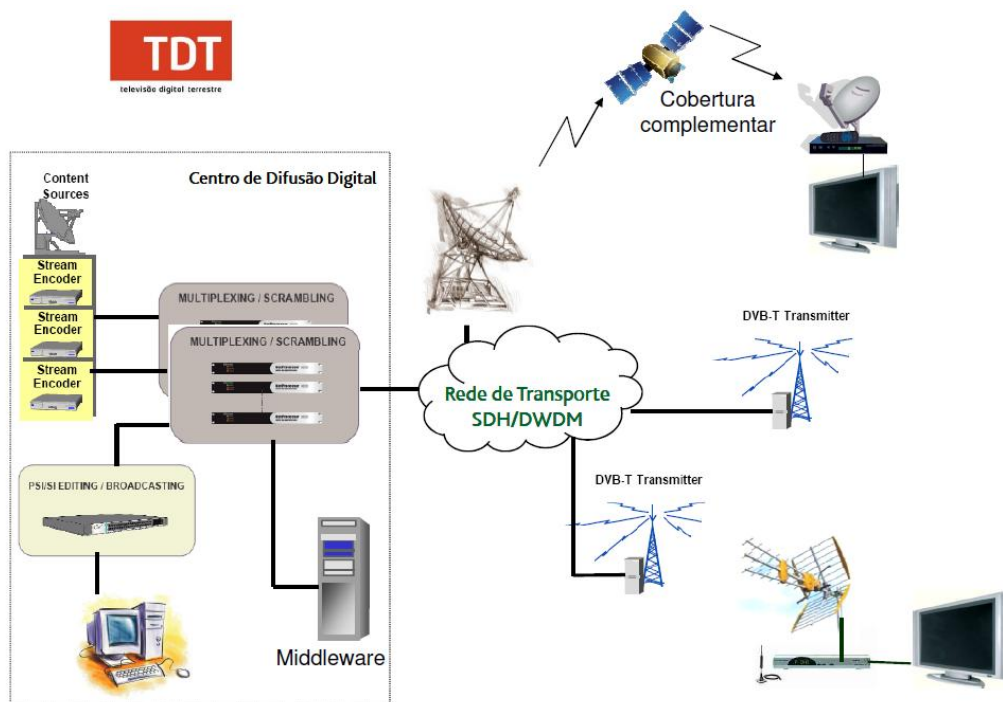 TDT
televisão digital terrestre
Cobertura
complementar
Content
Sources
Centro de Difusão Digital
Stream
Encoder
Stream
Encoder
Stream
Encoder
MULTIPLEXING / SCRAMBLING
MULTIPLEXING / SCRAMBLING
DVB-T Transmitter
Rede de Transporte
SDH/DWDM
DVB-T Transmitter
PSI/SI EDITING / BROADCASTING
Middleware